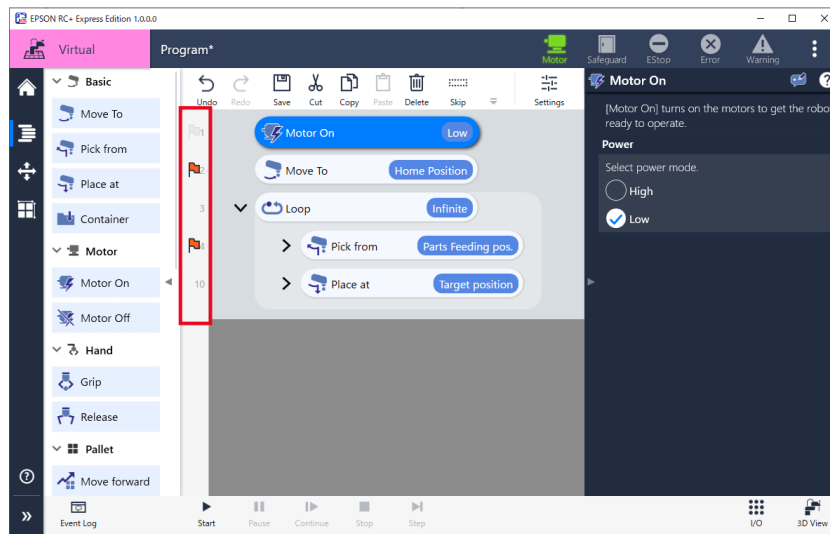 EPSON RC+ Express Edition 1.0.0.0
Virtual
Program*
Motor
Safeguard
EStop
Error
Warning
Basic
Move To
Pick from
Place at
Container
Motor
Motor On
Motor Off
Hand
Grip
Release
Pallet
Move forward
Undo
Redo
Save
Cut
Copy
Paste
Delete
Skip
Settings
1
Motor On
Low
2
Move To
Home Position
3
Loop
Infinite
4
Pick from
Parts Feeding pos.
10
Place at
Target position
Motor On
[Motor On] turns on the motors to get the robo
ready to operate.
Power
Select power mode.
High
Low
Event Log
Start
Pause
Continue
Stop
Step
I/O
3D View